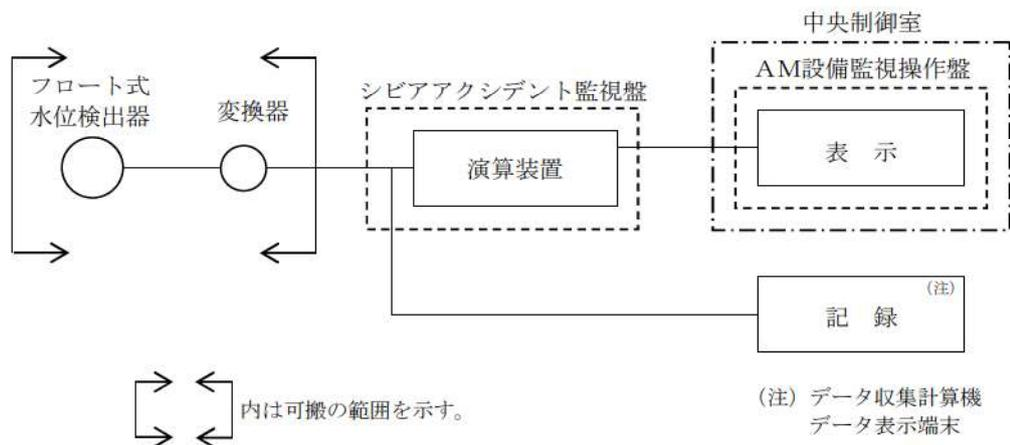 中央制御室
フロート式
水位検出器
変換器
シビアアクシデント監視盤
演算装置
AM設備監視操作盤
表 示
(注)
記 録
内は可搬の範囲を示す。
(注)データ収集計算機
データ表示端末